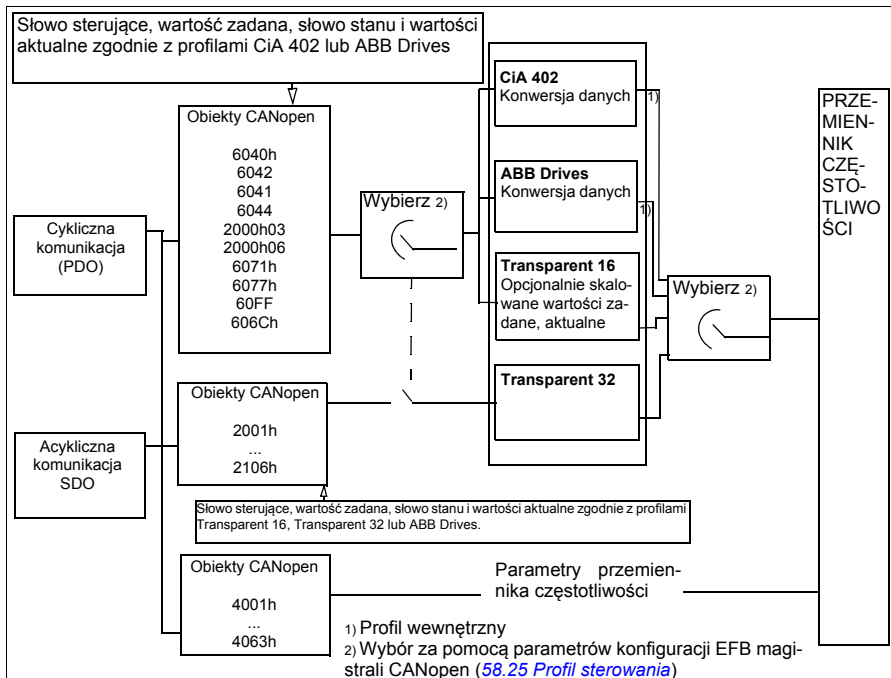 Słowo sterujące, wartość zadana, słowo stanu i wartości
aktualne zgodnie z profilami CiA 402 lub ABB Drives
Obiekty CANopen
6040h
6042
6041
6044
2000h03
2000h06
6071h
6077h
60FF
606Ch
Cykliczna
komunikacja
(PDO)
Acykliczna
komunikacja
SDO
Obiekty CANopen
2001h
...
2106h
Słowo sterujące, wartość zadana, słowo stanu i wartości aktualne zgodnie z profilami
Transparent 16, Transparent 32 lub ABB Drives.
Obiekty CANopen
4001h
...
4063h
Wybierz 2)
CiA 402
Konwersja danych
1)
ABB Drives
Konwersja danych
1)
Transparent 16
Opcjonalnie skalo-
wane wartości za-
dane, aktualne
Transparent 32
Wybierz 2)
PRZE-
MIEN-
NIK
CZĘ-
STO-
TLIWO
ŚCI
Parametry przemien-
nika częstotliwości
1) Profil wewnętrzny
2) Wybór za pomocą parametrów konfiguracji EFB magi-
strali CANopen (58.25 Profil sterowania)